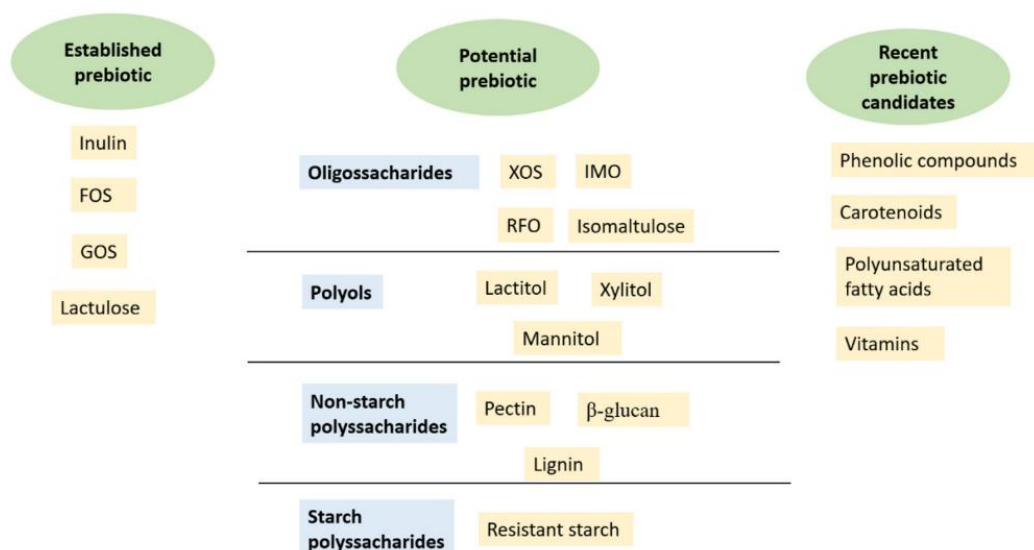 Established
prebiotic
Inulin
FOS
GOS
Lactulose
Potential
prebiotic
Oligossacharides
XOS
IMO
RFO
Isomaltulose
Polyols
Lactitol
Xylitol
Mannitol
Non-starch
polyssacharides
Pectin
β-glucan
Lignin
Starch
polyssacharides
Resistant starch
Recent
prebiotic
candidates
Phenolic compounds
Carotenoids
Polyunsaturated
fatty acids
Vitamins